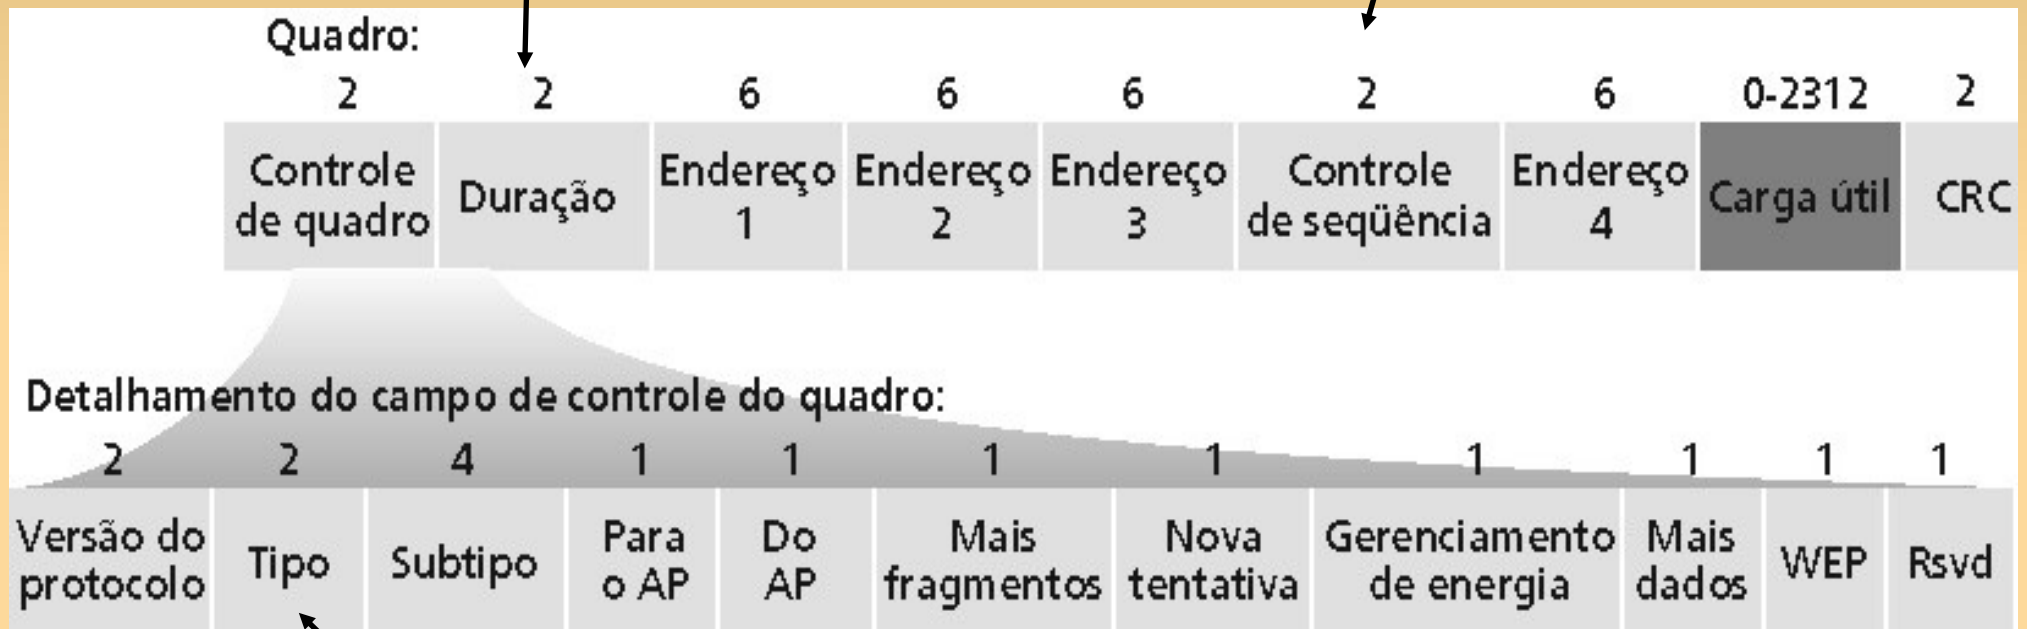 Quadro:
2 2 6 6 6 2 6 0-2312 2
Controle de quadro
Duração
Endereço 1
Endereço 2
Endereço 3
Controle de seqüência
Endereço 4
Carga útil
CRC
Detalhamento do campo de controle do quadro:
2 2 4 1 1 1 1 1 1 1 1
Versão do protocolo
Tipo
Subtipo
Para o AP
Do AP
Mais fragmentos
Nova tentativa
Gerenciamento de energia
Mais dados
WEP
Rsvd